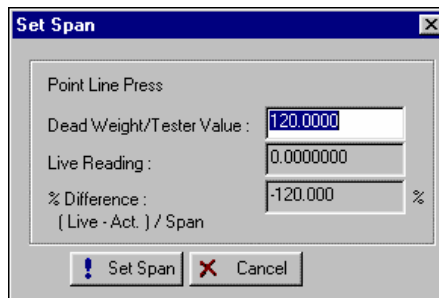 Set Span
Point Line Press
Dead Weight/Tester Value : 120.0000
Live Reading : 0.0000000
% Difference : -120.000 %
( Live - Act. ) / Span
Set Span Cancel